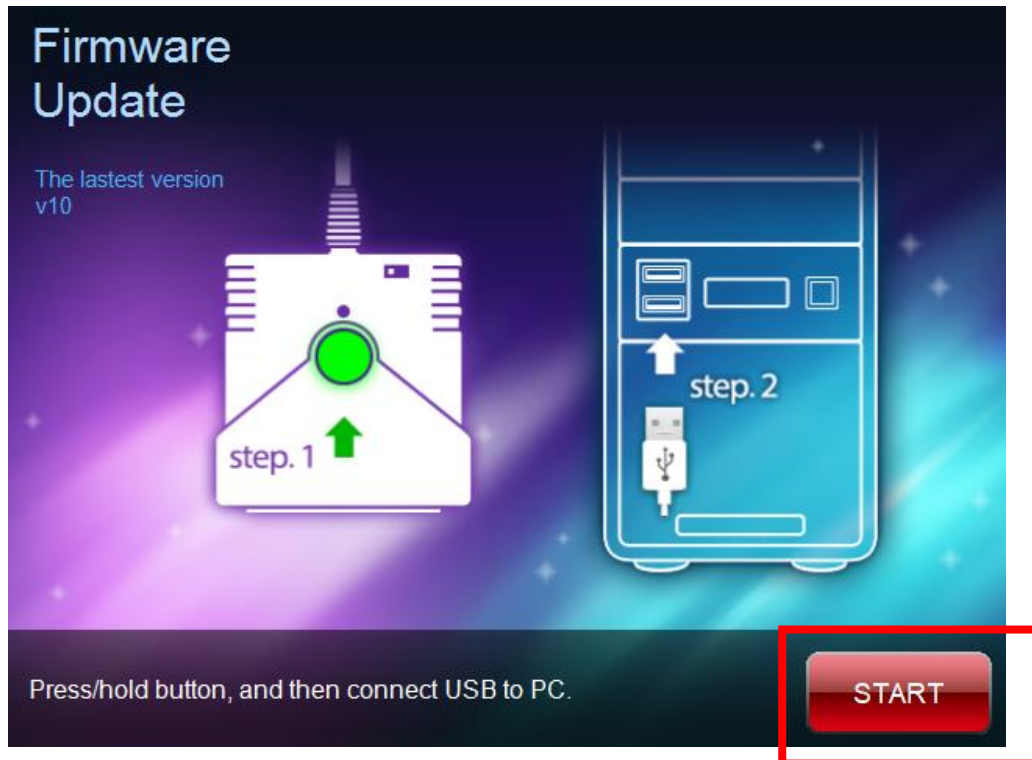 Firmware
Update
The lastest version
v10
step. 1
step. 2
Press/hold button, and then connect USB to PC.
START